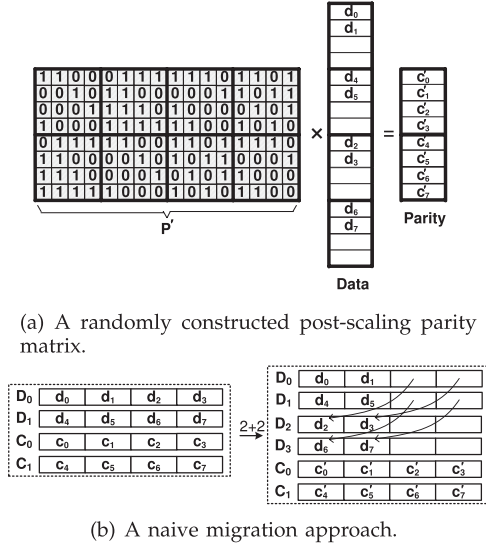 1 1 0 0 0 1 1 1 1 1 1 0 1 1 0 1
0 0 1 0 1 1 0 0 0 0 0 1 1 0 1 1
0 0 0 1 1 1 1 0 1 0 0 0 0 1 0 1
1 0 0 0 1 1 1 1 1 1 0 0 1 0 1 0
0 1 1 1 1 1 0 0 1 1 0 1 1 1 1 0
1 1 0 0 0 0 1 0 1 0 1 1 0 0 0 1
1 1 1 0 0 0 0 1 0 1 0 1 1 0 0 0
1 1 1 1 1 0 0 0 1 0 1 0 1 1 0 0
P′
×
d₀
d₁
d₄
d₅
d₂
d₃
d₆
d₇
Data
=
c′₀
c′₁
c′₂
c′₃
c′₄
c′₅
c′₆
c′₇
Parity
(a) A randomly constructed post-scaling parity
matrix.
D₀ d₀ d₁ d₂ d₃
D₁ d₄ d₅ d₆ d₇
C₀ c₀ c₁ c₂ c₃
C₁ c₄ c₅ c₆ c₇
2+2
D₀ d₀ d₁
D₁ d₄ d₅
D₂ d₂ d₃
D₃ d₆ d₇
C₀ c′₀ c′₁ c′₂ c′₃
C₁ c′₄ c′₅ c′₆ c′₇
(b) A naive migration approach.